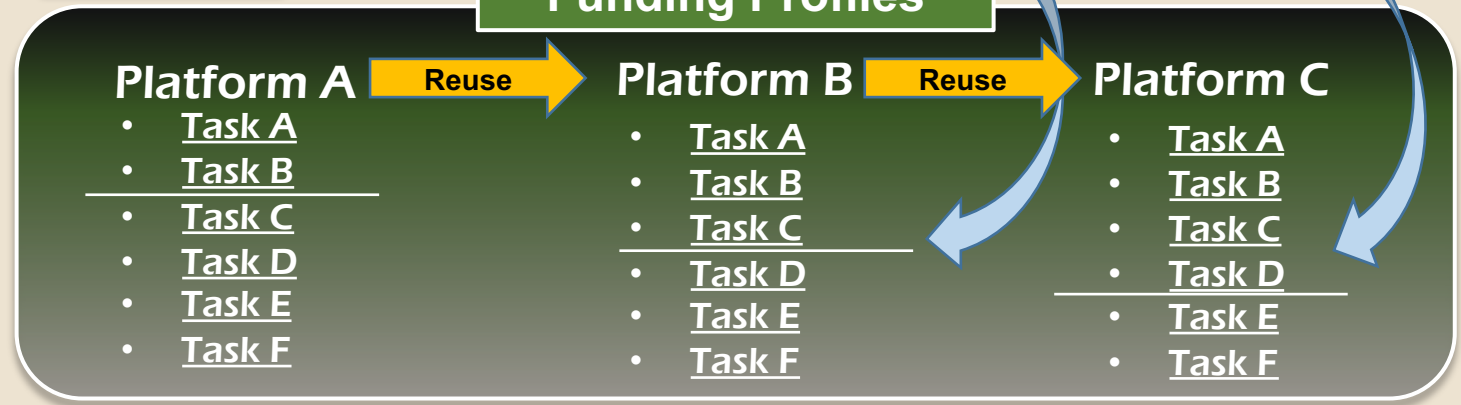 Funding Profiles
Platform A
Reuse
Platform B
Reuse
Platform C
• Task A
• Task B
• Task C
• Task D
• Task E
• Task F
• Task A
• Task B
• Task C
• Task D
• Task E
• Task F
• Task A
• Task B
• Task C
• Task D
• Task E
• Task F